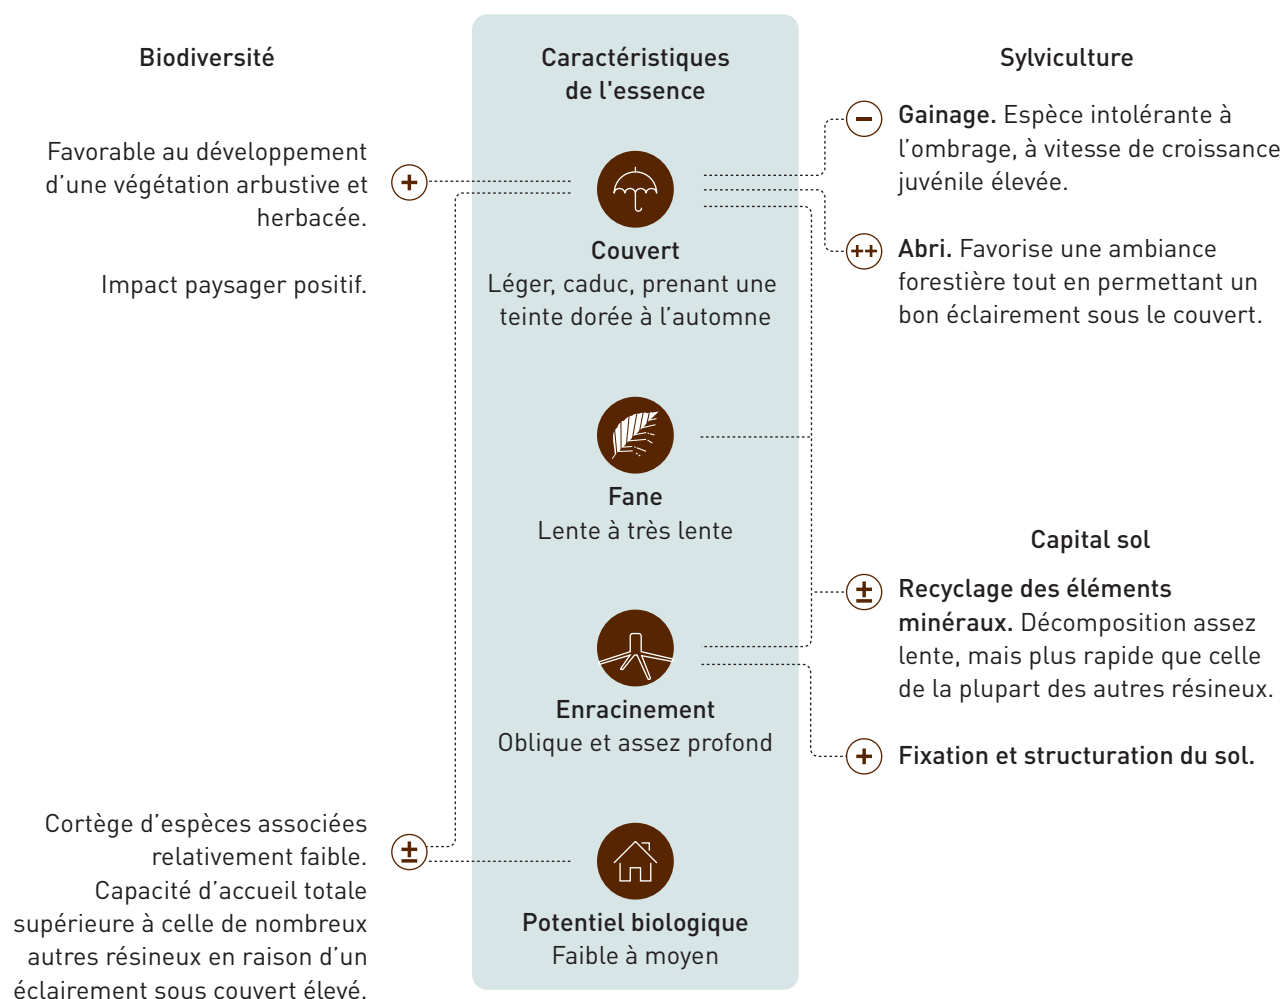 Biodiversité
Favorable au développement
d’une végétation arbustive et
herbacée.
Impact paysager positif.
Cortège d’espèces associées
relativement faible.
Capacité d’accueil totale
supérieure à celle de nombreux
autres résineux en raison d’un
éclairement sous couvert élevé.
Caractéristiques
de l'essence
Couvert
Léger, caduc, prenant une
teinte dorée à l’automne
Fane
Lente à très lente
Enracinement
Oblique et assez profond
Potentiel biologique
Faible à moyen
Sylviculture
Gainage. Espèce intolérante à
l’ombrage, à vitesse de croissance
juvénile élevée.
Abri. Favorise une ambiance
forestière tout en permettant un
bon éclairement sous le couvert.
Capital sol
Recyclage des éléments
minéraux. Décomposition assez
lente, mais plus rapide que celle
de la plupart des autres résineux.
Fixation et structuration du sol.